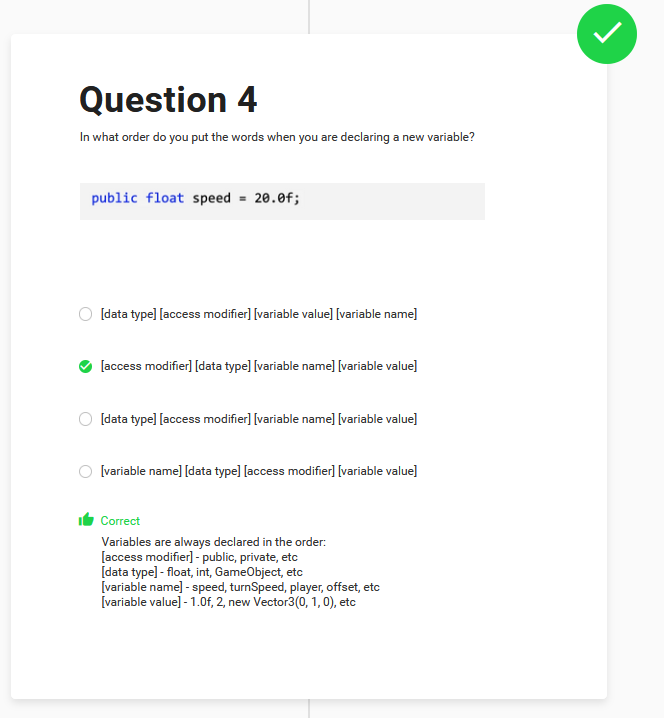 Question 4
In what order do you put the words when you are declaring a new variable?
public float speed = 20.0f;
[data type] [access modifier] [variable value] [variable name]
[access modifier] [data type] [variable name] [variable value]
[data type] [access modifier] [variable name] [variable value]
[variable name] [data type] [access modifier] [variable value]
Correct
Variables are always declared in the order:
[access modifier] - public, private, etc
[data type] - float, int, GameObject, etc
[variable name] - speed, turnSpeed, player, offset, etc
[variable value] - 1.0f, 2, new Vector3(0, 1, 0), etc